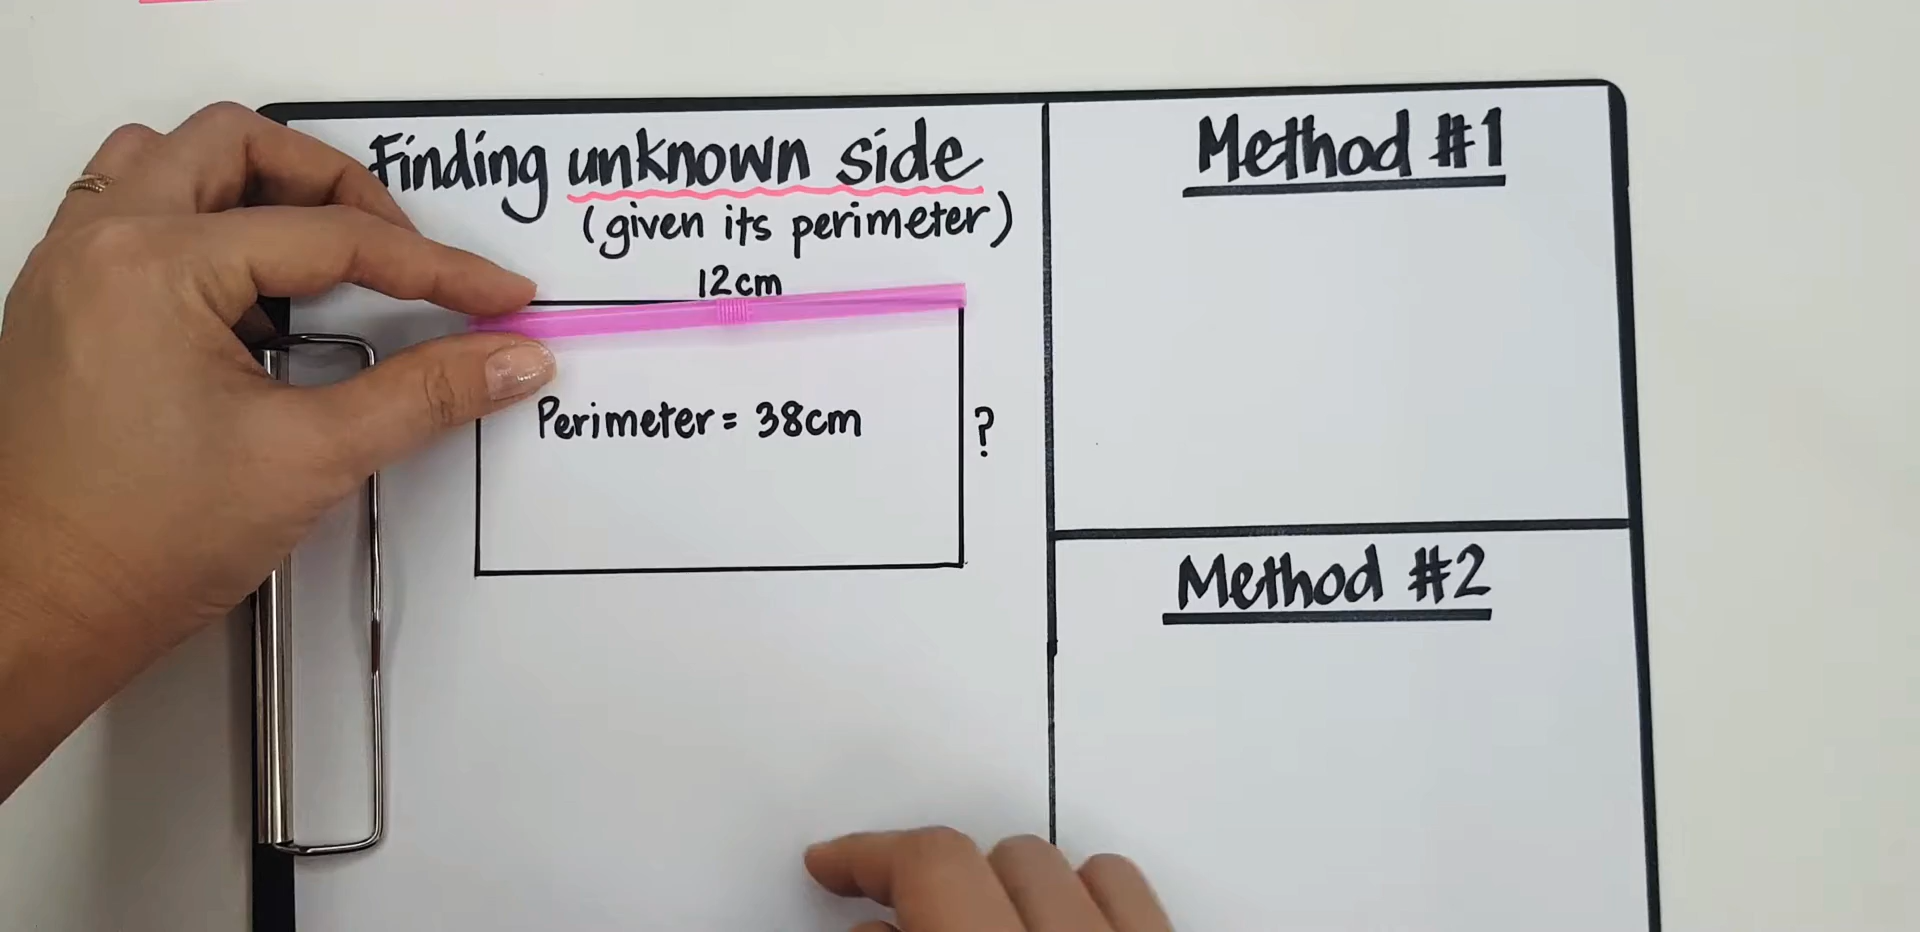 Finding unknown side
(given its perimeter)
12cm
Perimeter = 38cm
?
Method #1
Method #2